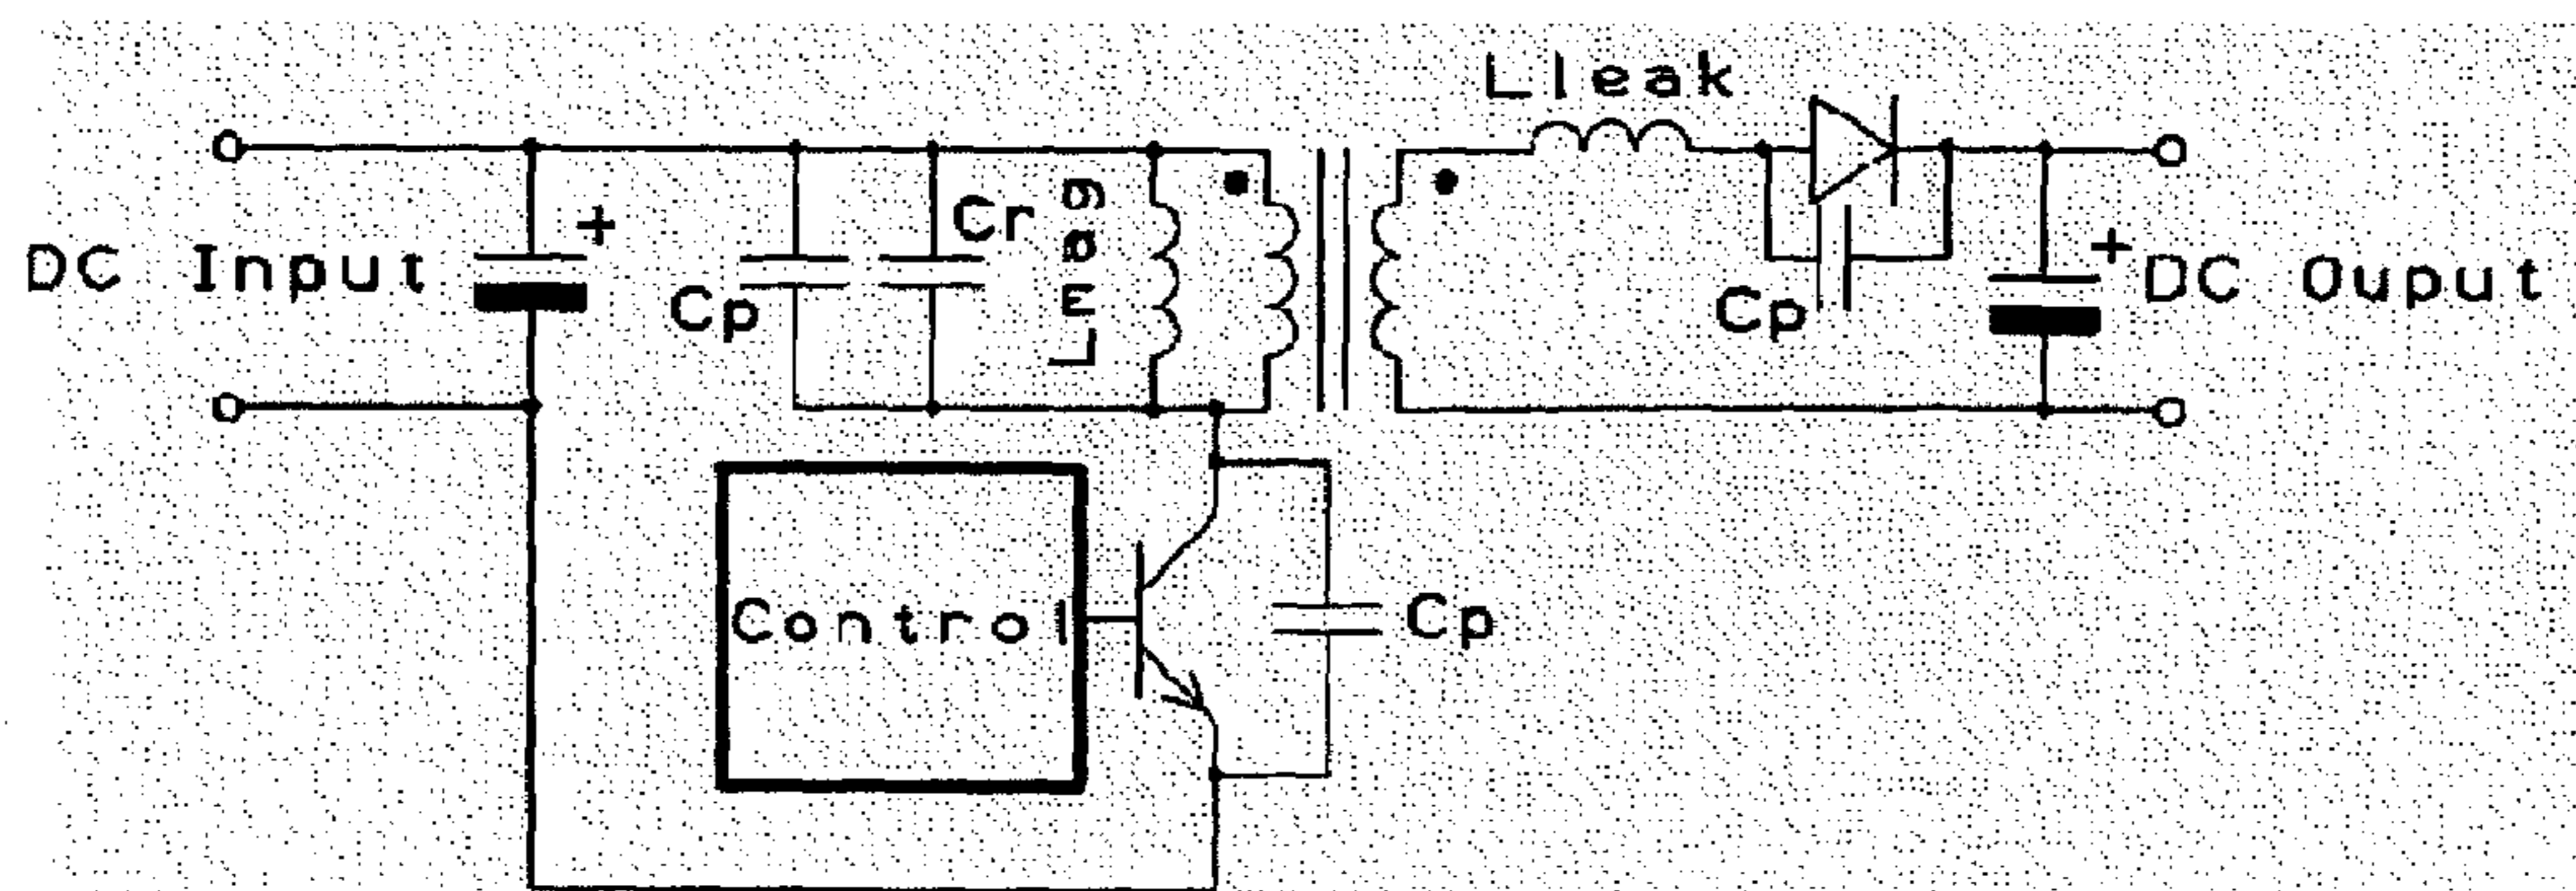 Lleak
Cr
Lmag
DC Input
+
Cp
Cp
+
DC Ouput
Control
Cp